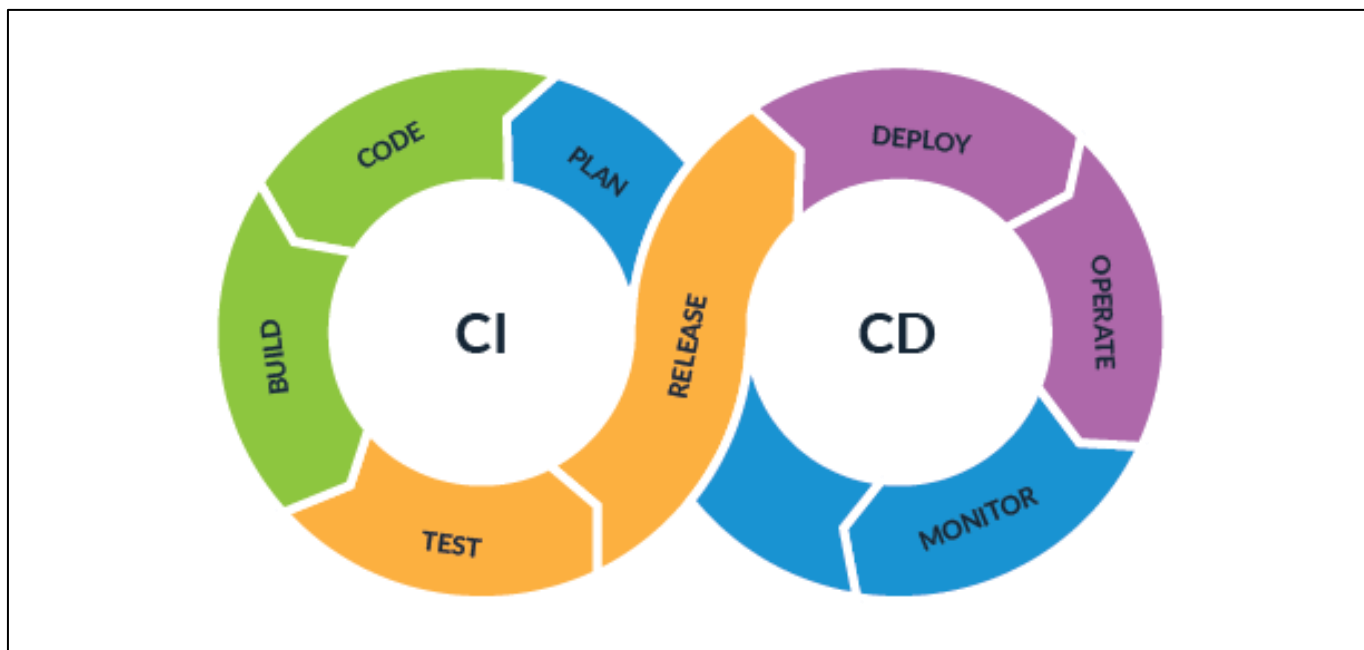 CODE
PLAN
BUILD
CI
TEST
RELEASE
DEPLOY
OPERATE
CD
MONITOR